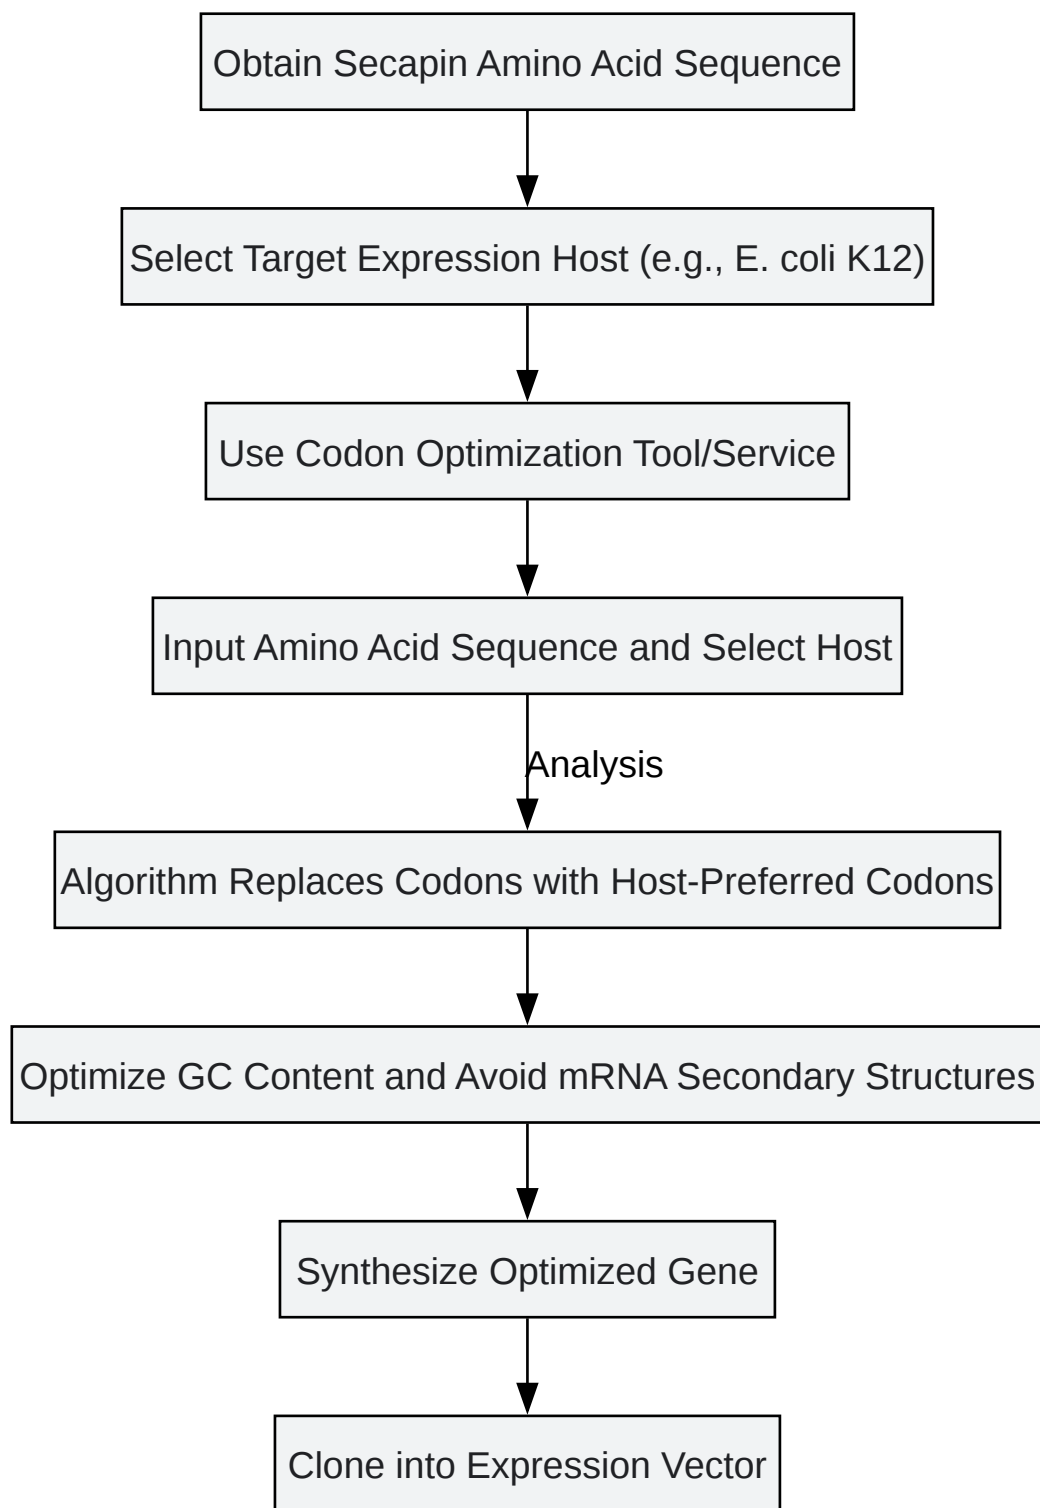 Obtain Secapin Amino Acid Sequence
Select Target Expression Host (e.g., E. coli K12)
Use Codon Optimization Tool/Service
Input Amino Acid Sequence and Select Host
Analysis
Algorithm Replaces Codons with Host-Preferred Codons
Optimize GC Content and Avoid mRNA Secondary Structures
Synthesize Optimized Gene
Clone into Expression Vector